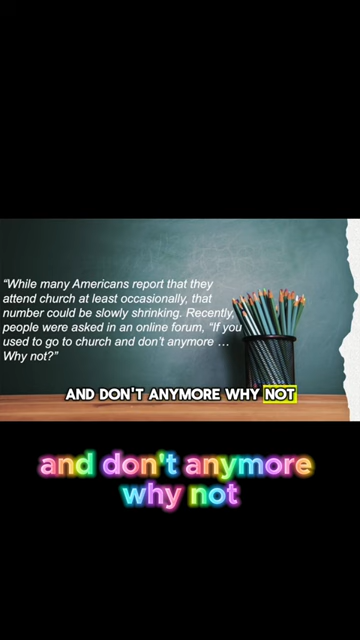 “While many Americans report that they
attend church at least occasionally, that
number could be slowly shrinking. Recently,
people were asked in an online forum, “If you
used to go to church and don’t anymore …
Why not?”
AND DON'T ANYMORE WHY NOT
and don't anymore
why not